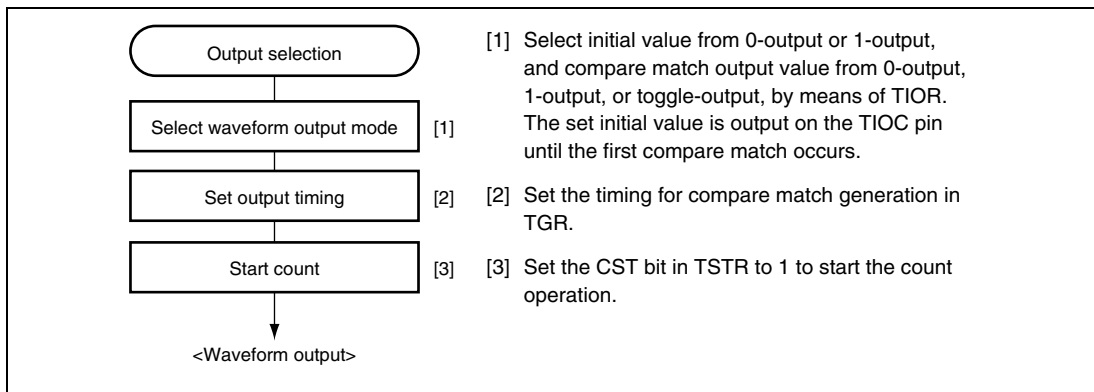 Output selection
Select waveform output mode [1]
Set output timing [2]
Start count [3]
<Waveform output>
[1] Select initial value from 0-output or 1-output,
and compare match output value from 0-output,
1-output, or toggle-output, by means of TIOR.
The set initial value is output on the TIOC pin
until the first compare match occurs.
[2] Set the timing for compare match generation in
TGR.
[3] Set the CST bit in TSTR to 1 to start the count
operation.